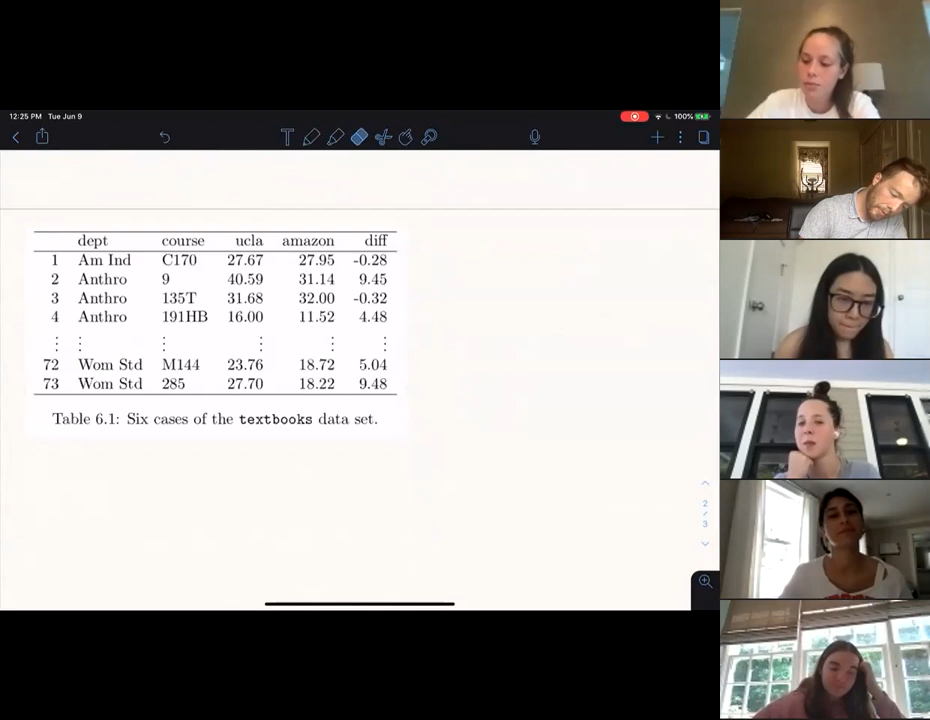 12:25 PM Tue Jun 9
100%
dept course ucla amazon diff
1 Am Ind C170 27.67 27.95 -0.28
2 Anthro 9 40.59 31.14 9.45
3 Anthro 135T 31.68 32.00 -0.32
4 Anthro 191HB 16.00 11.52 4.48
⋮ ⋮ ⋮ ⋮ ⋮ ⋮
72 Wom Std M144 23.76 18.72 5.04
73 Wom Std 285 27.70 18.22 9.48
Table 6.1: Six cases of the textbooks data set.
2
/
3